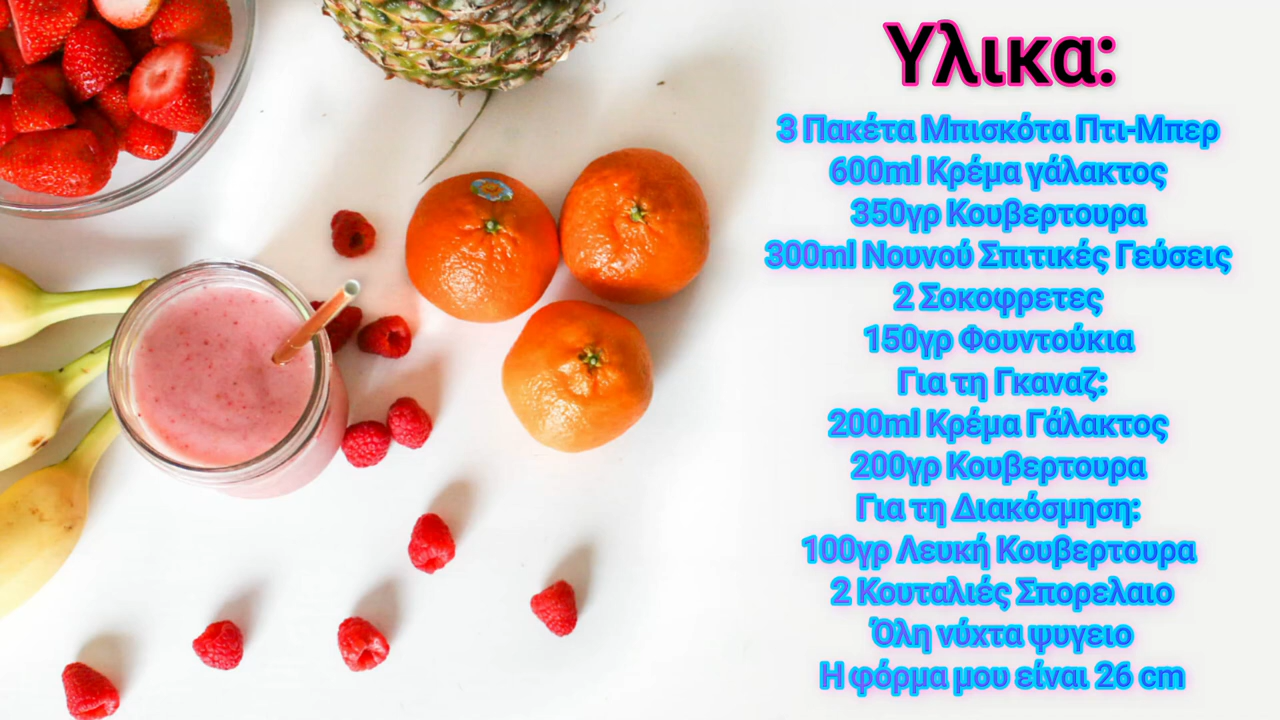 Υλικα:
3 Πακέτα Μπισκότα Πτι-Μπερ
600ml Κρέμα γάλακτος
350γρ Κουβερτουρα
300ml Νουνού Σπιτικές Γεύσεις
2 Σοκοφρετες
150γρ Φουντούκια
Για τη Γκαναζ:
200ml Κρέμα Γάλακτος
200γρ Κουβερτουρα
Για τη Διακόσμηση:
100γρ Λευκή Κουβερτουρα
2 Κουταλιές Σπορελαιο
Όλη νύχτα ψυγειο
Η φόρμα μου είναι 26 cm